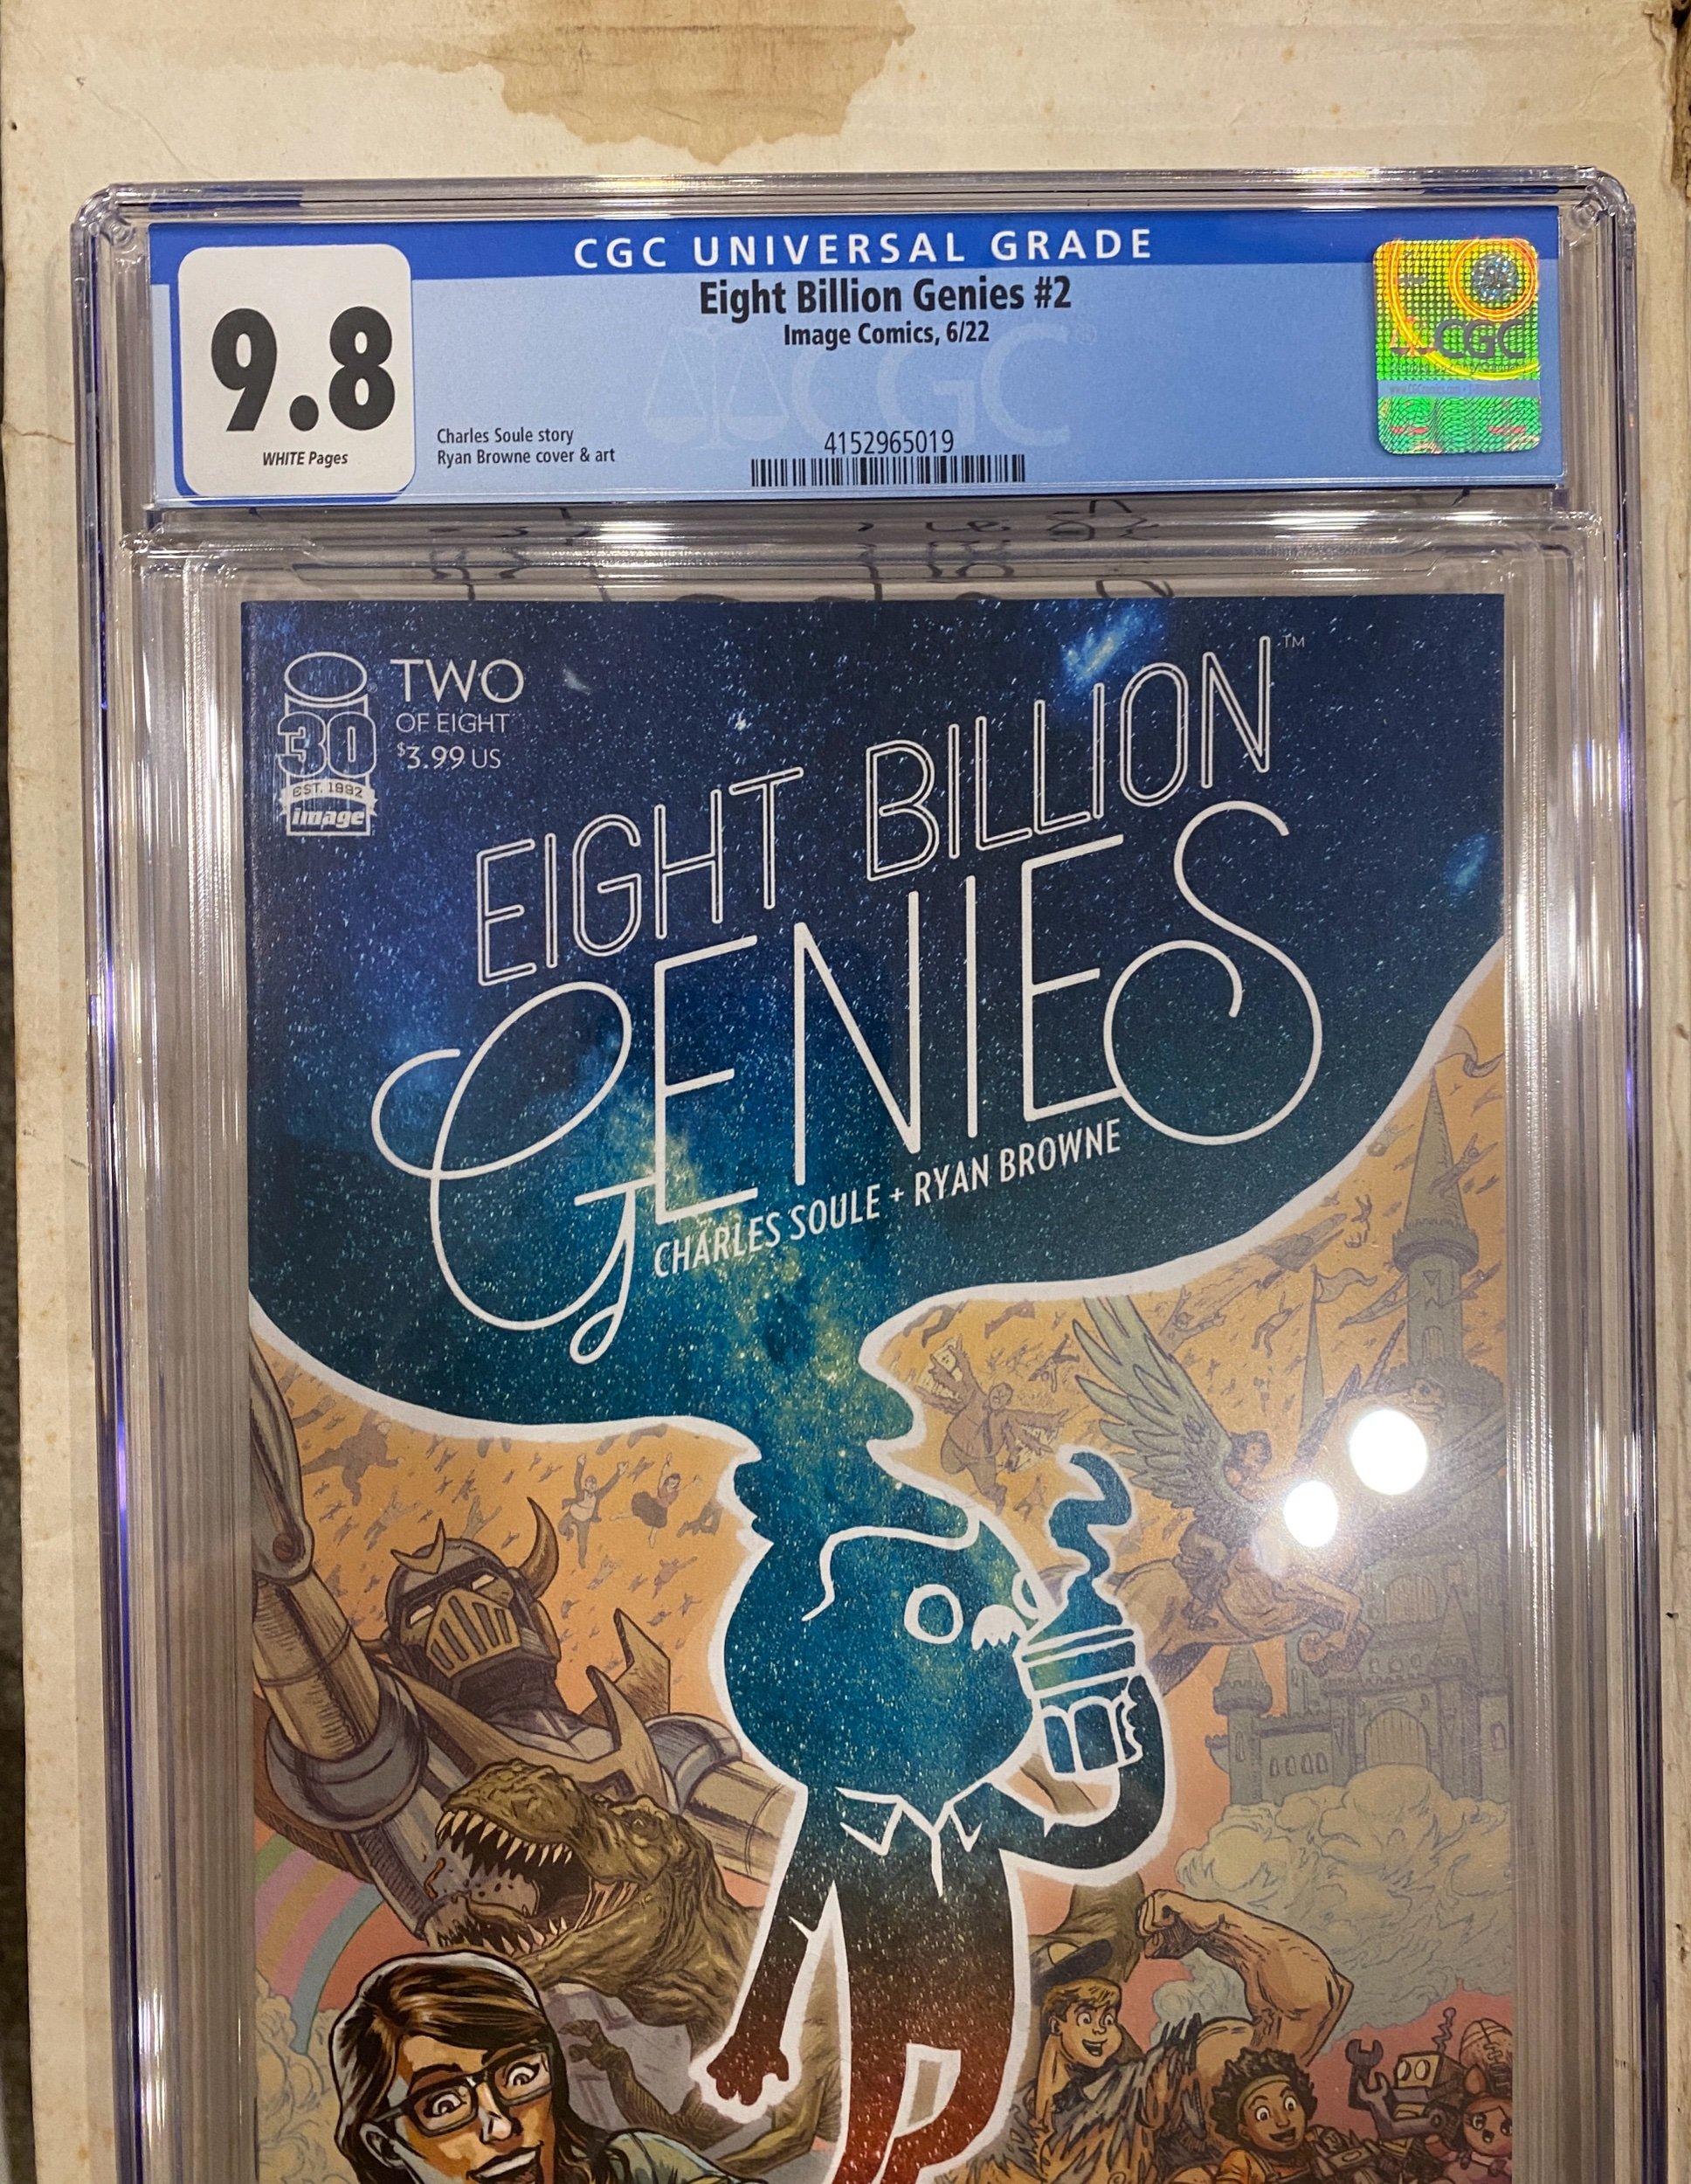 CGC UNIVERSAL GRADE
9.8
WHITE Pages
Eight Billion Genies #2
Image Comics, 6/22
Charles Soule story
Ryan Browne cover & art
4152965019
CGC
CGC
TWO
OF EIGHT
$3.99 US
30
EST. 1992
image
EIGHT BILLION
GENIES
TM
CHARLES SOULE + RYAN BROWNE